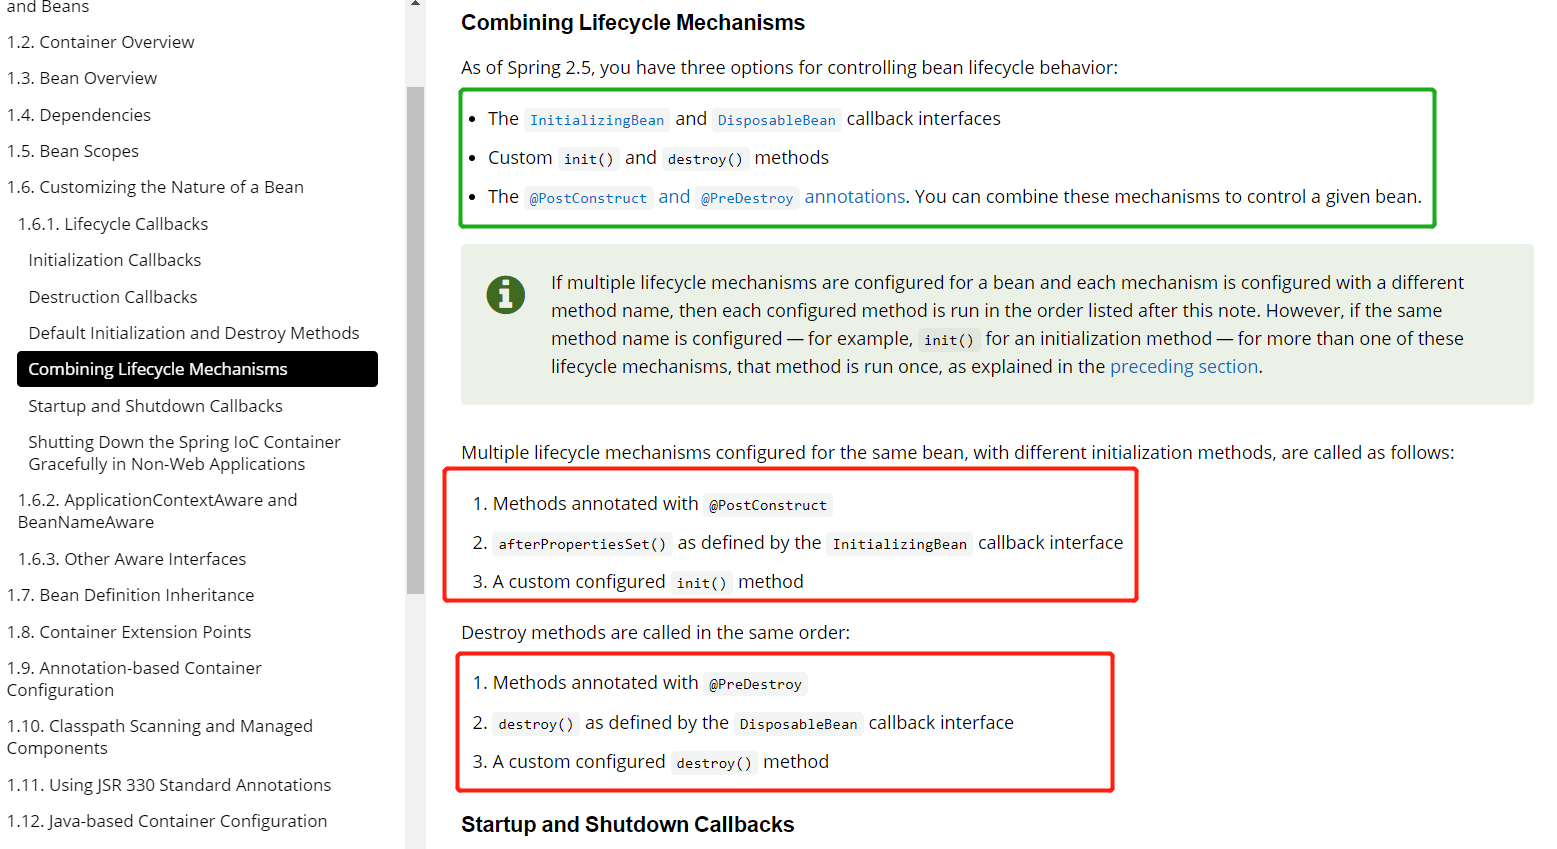 and Beans
1.2. Container Overview
1.3. Bean Overview
1.4. Dependencies
1.5. Bean Scopes
1.6. Customizing the Nature of a Bean
1.6.1. Lifecycle Callbacks
Initialization Callbacks
Destruction Callbacks
Default Initialization and Destroy Methods
Combining Lifecycle Mechanisms
Startup and Shutdown Callbacks
Shutting Down the Spring IoC Container
Gracefully in Non-Web Applications
1.6.2. ApplicationContextAware and
BeanNameAware
1.6.3. Other Aware Interfaces
1.7. Bean Definition Inheritance
1.8. Container Extension Points
1.9. Annotation-based Container
Configuration
1.10. Classpath Scanning and Managed
Components
1.11. Using JSR 330 Standard Annotations
1.12. Java-based Container Configuration
Combining Lifecycle Mechanisms
As of Spring 2.5, you have three options for controlling bean lifecycle behavior:
• The InitializingBean and DisposableBean callback interfaces
• Custom init() and destroy() methods
• The @PostConstruct and @PreDestroy annotations. You can combine these mechanisms to control a given bean.
If multiple lifecycle mechanisms are configured for a bean and each mechanism is configured with a different
method name, then each configured method is run in the order listed after this note. However, if the same
method name is configured — for example, init() for an initialization method — for more than one of these
lifecycle mechanisms, that method is run once, as explained in the preceding section.
Multiple lifecycle mechanisms configured for the same bean, with different initialization methods, are called as follows:
1. Methods annotated with @PostConstruct
2. afterPropertiesSet() as defined by the InitializingBean callback interface
3. A custom configured init() method
Destroy methods are called in the same order:
1. Methods annotated with @PreDestroy
2. destroy() as defined by the DisposableBean callback interface
3. A custom configured destroy() method
Startup and Shutdown Callbacks